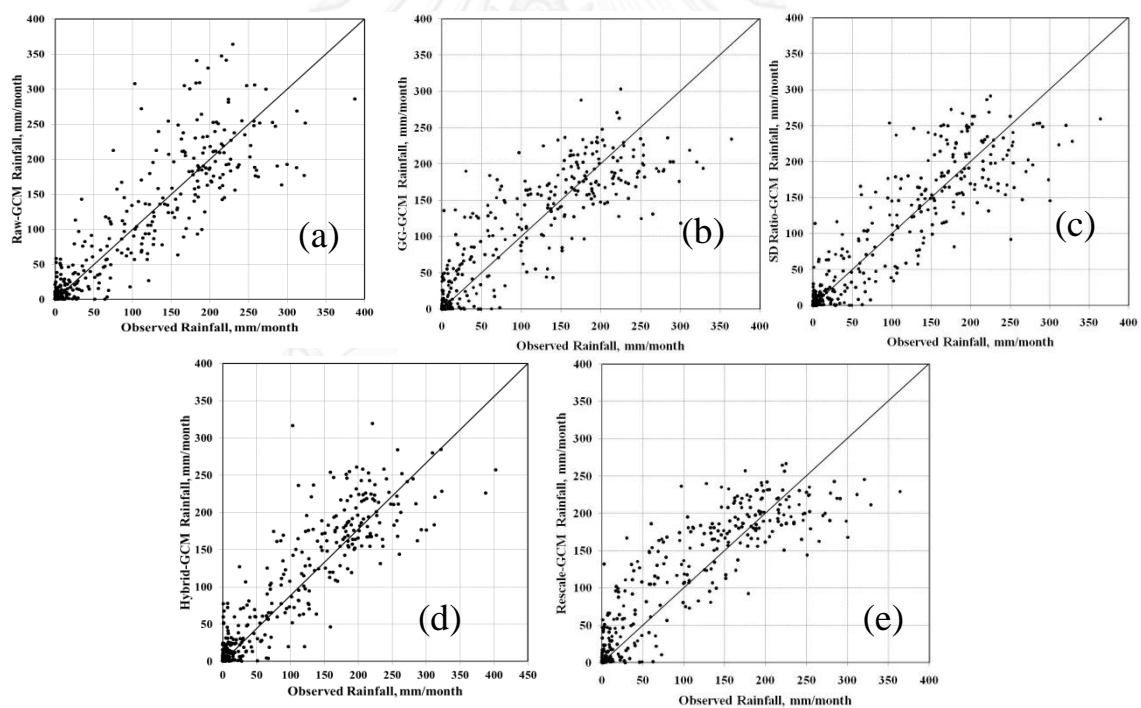 400
350
300
250
200
150
100
50
0
Raw-GCM Rainfall, mm/month
(a)
0 50 100 150 200 250 300 350 400
Observed Rainfall, mm/month
400
350
300
250
200
150
100
50
0
GG-GCM Rainfall, mm/month
(b)
0 50 100 150 200 250 300 350 400
Observed Rainfall, mm/month
400
350
300
250
200
150
100
50
0
SD Ratio-GCM Rainfall, mm/month
(c)
0 50 100 150 200 250 300 350 400
Observed Rainfall, mm/month
400
350
300
250
200
150
100
50
0
Hybrid-GCM Rainfall, mm/month
(d)
0 50 100 150 200 250 300 350 400 450
Observed Rainfall, mm/month
400
350
300
250
200
150
100
50
0
Rescale-GCM Rainfall, mm/month
(e)
0 50 100 150 200 250 300 350 400
Observed Rainfall, mm/month